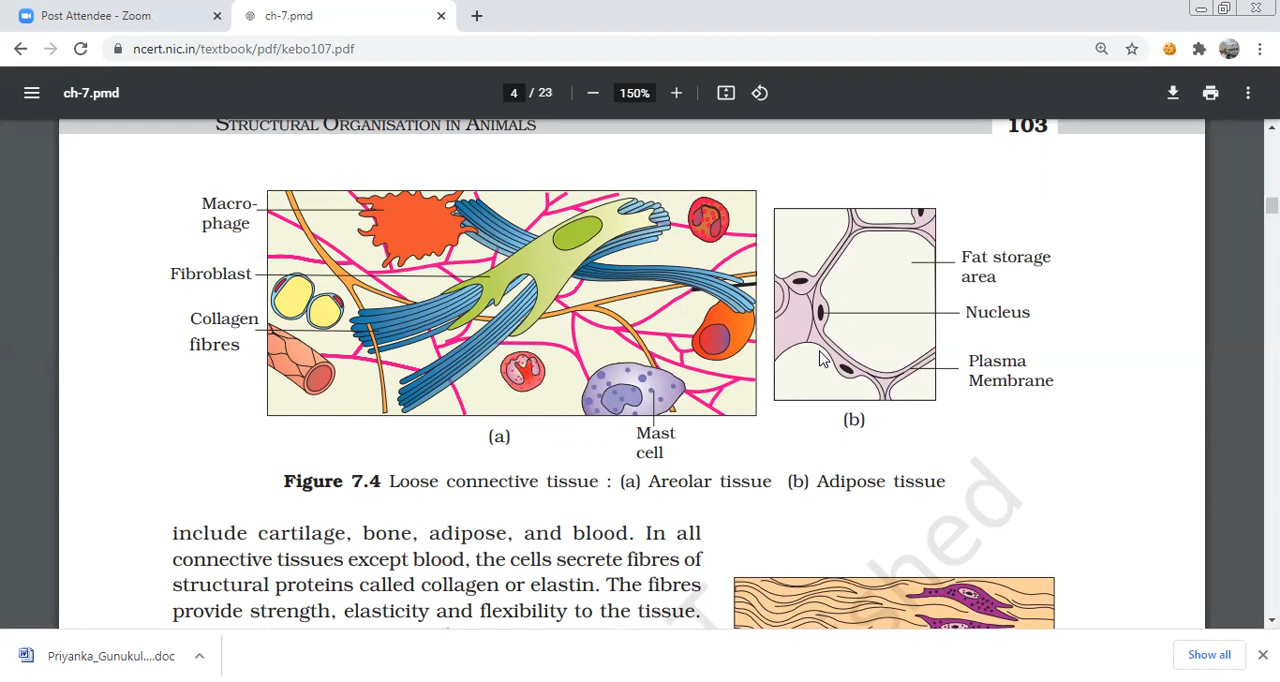 Post Attendee - Zoom
ch-7.pmd
ncert.nic.in/textbook/pdf/kebo107.pdf
ch-7.pmd
4 / 23
150%
STRUCTURAL ORGANISATION IN ANIMALS
103
Macro-
phage
Fibroblast
Collagen
fibres
Mast
cell
(a)
Fat storage
area
Nucleus
Plasma
Membrane
(b)
Figure 7.4 Loose connective tissue : (a) Areolar tissue (b) Adipose tissue
include cartilage, bone, adipose, and blood. In all
connective tissues except blood, the cells secrete fibres of
structural proteins called collagen or elastin. The fibres
provide strength, elasticity and flexibility to the tissue.
shed
Priyanka_Gunukul....doc
Show all